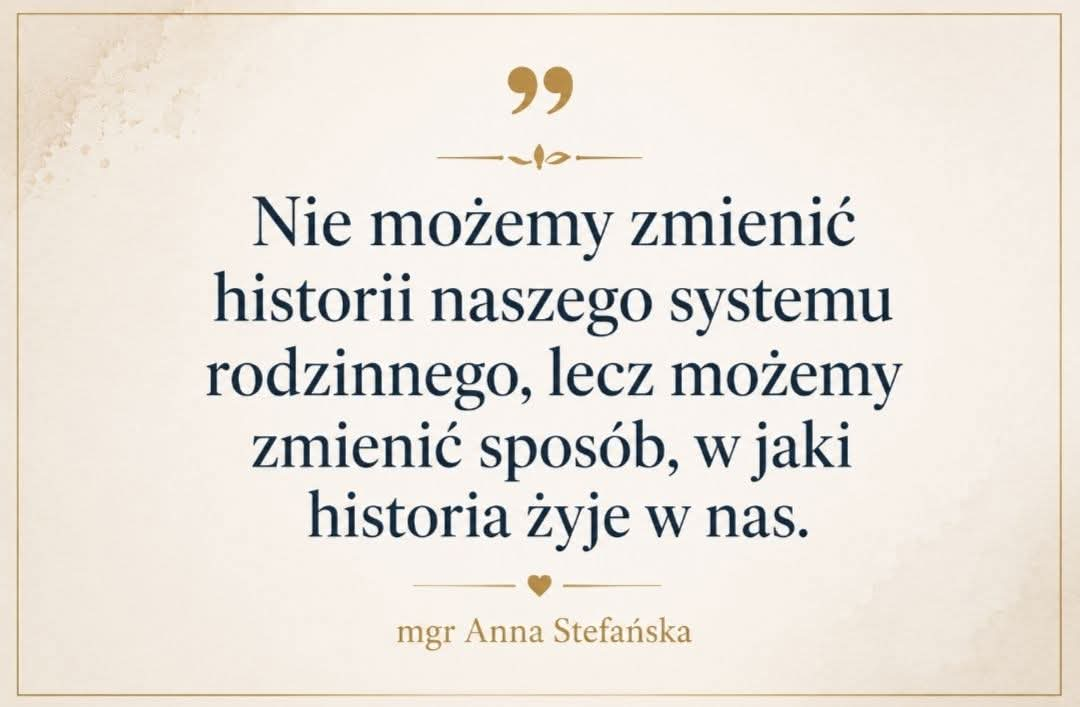 ”
Nie możemy zmienić
historii naszego systemu
rodzinnego, lecz możemy
zmienić sposób, w jaki
historia żyje w nas.
mgr Anna Stefańska